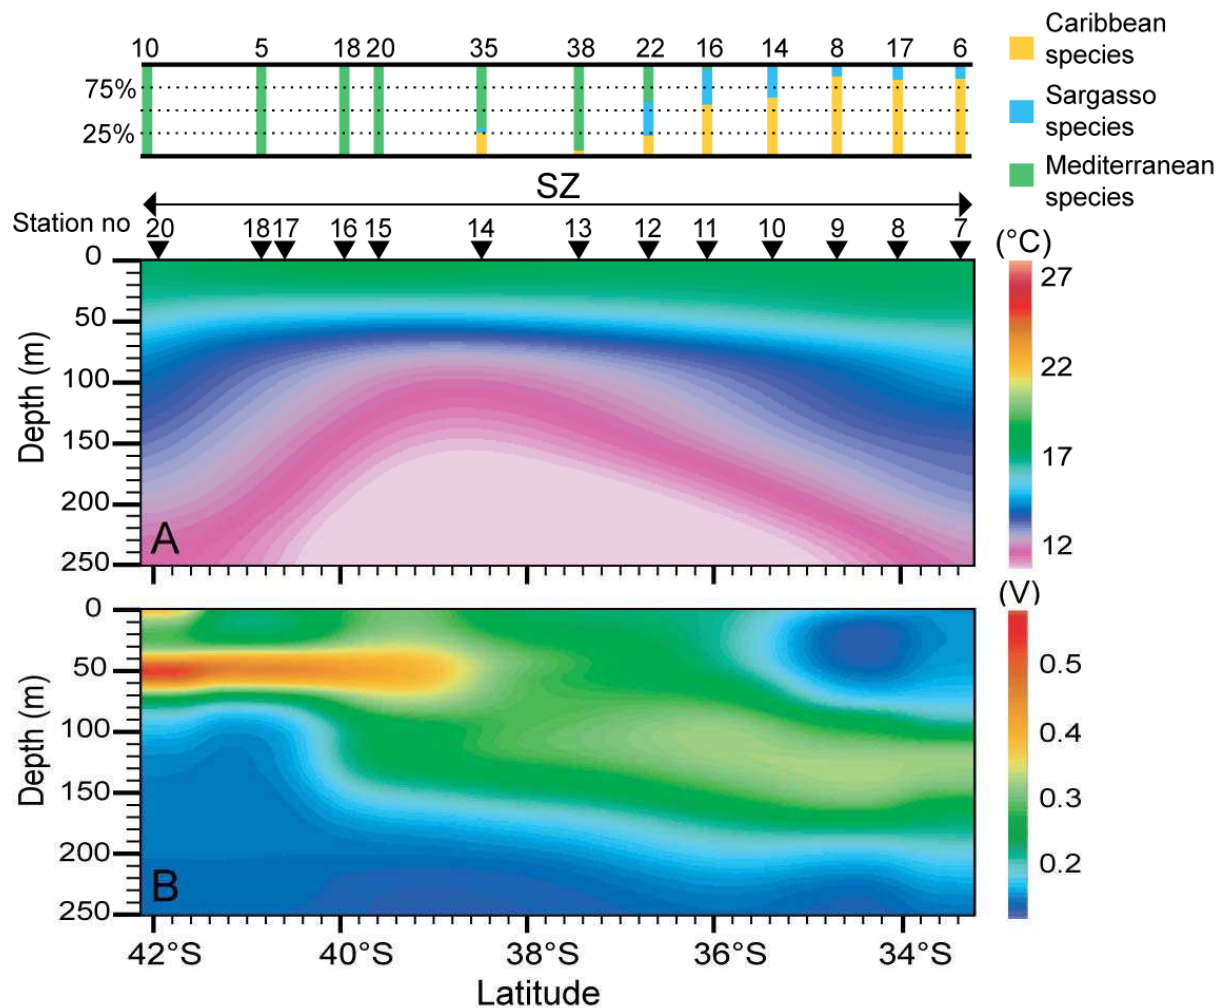 10 5 18 20 35 38 22 16 14 8 17 6
75%
25%
Caribbean
species
Sargasso
species
Mediterranean
species
SZ
Station no 20 18 17 16 15 14 13 12 11 10 9 8 7
(°C)
0
50
100
150
200
250
Depth (m)
A
27
22
17
12
(V)
0
50
100
150
200
250
Depth (m)
B
0.5
0.4
0.3
0.2
42°S 40°S 38°S 36°S 34°S
Latitude